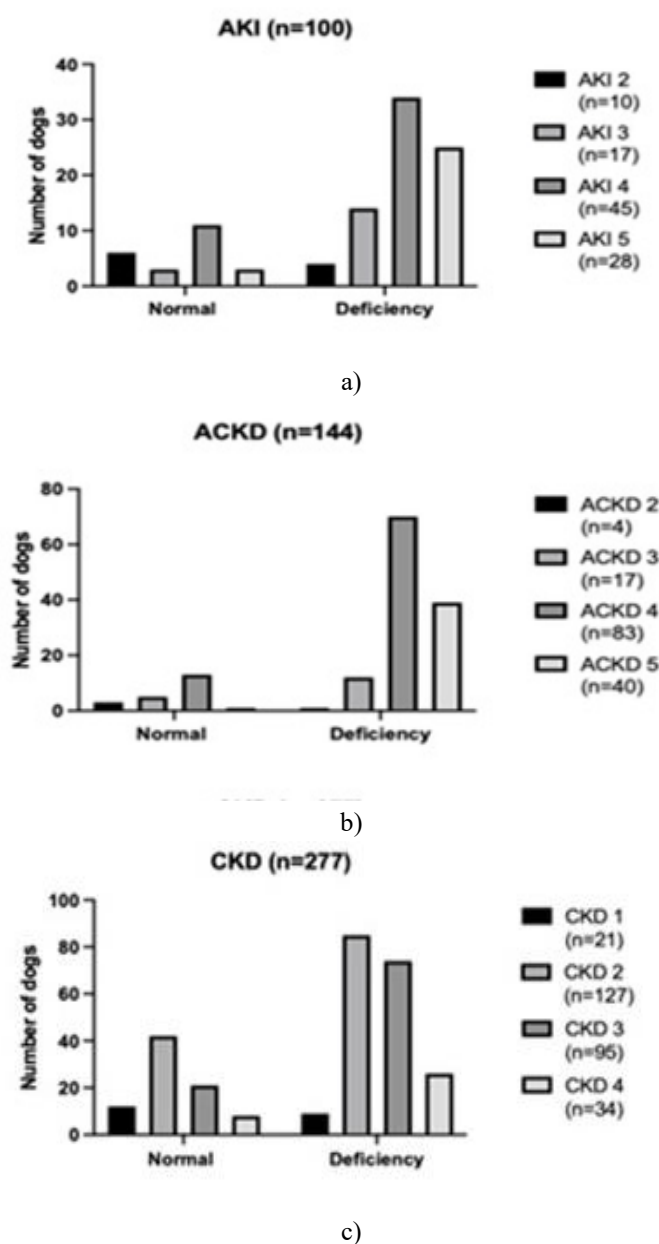 AKI (n=100)
Number of dogs
40
30
20
10
0
Normal Deficiency
AKI 2
(n=10)
AKI 3
(n=17)
AKI 4
(n=45)
AKI 5
(n=28)
a)
ACKD (n=144)
Number of dogs
80
60
40
20
0
Normal Deficiency
ACKD 2
(n=4)
ACKD 3
(n=17)
ACKD 4
(n=83)
ACKD 5
(n=40)
b)
CKD (n=277)
Number of dogs
100
80
60
40
20
0
Normal Deficiency
CKD 1
(n=21)
CKD 2
(n=127)
CKD 3
(n=95)
CKD 4
(n=34)
c)